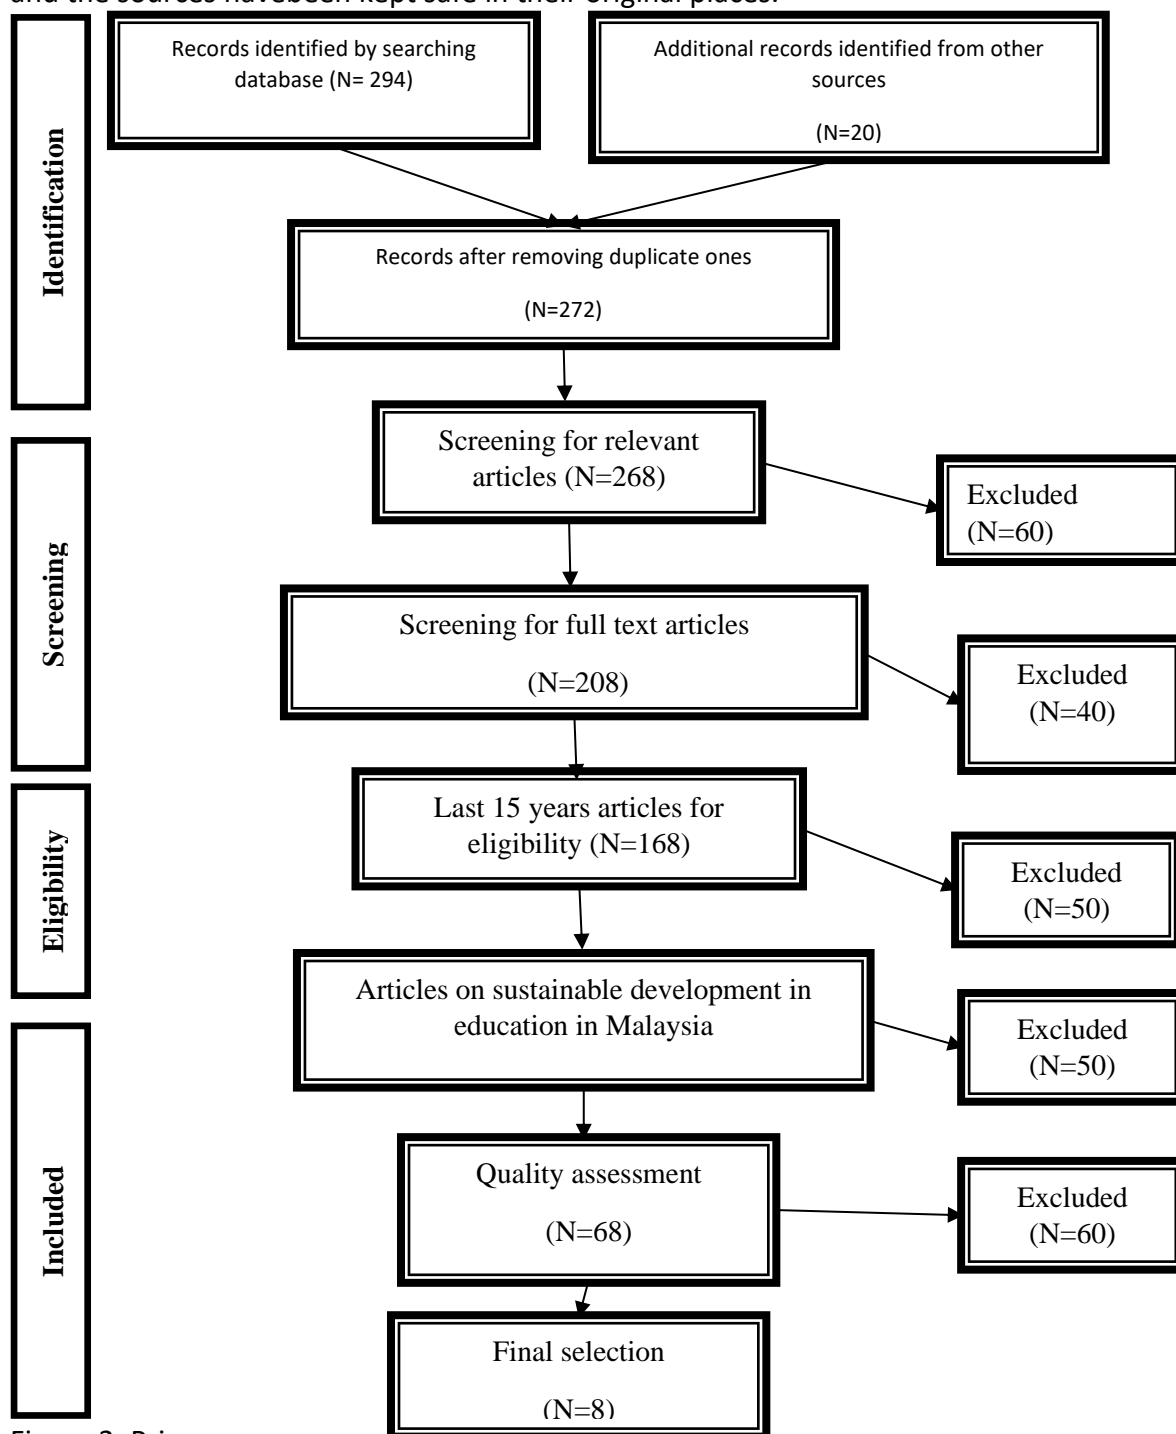 and the sources havebeen kept safe in their original places.
Records identified by searching
database (N= 294)
Additional records identified from other
sources
(N=20)
Identification
Records after removing duplicate ones
(N=272)
Screening for relevant
articles (N=268)
Excluded
(N=60)
Screening
Screening for full text articles
(N=208)
Excluded
(N=40)
Last 15 years articles for
eligibility (N=168)
Eligibility
Excluded
(N=50)
Articles on sustainable development in
education in Malaysia
Excluded
(N=50)
Included
Quality assessment
(N=68)
Excluded
(N=60)
Final selection
(N=8)